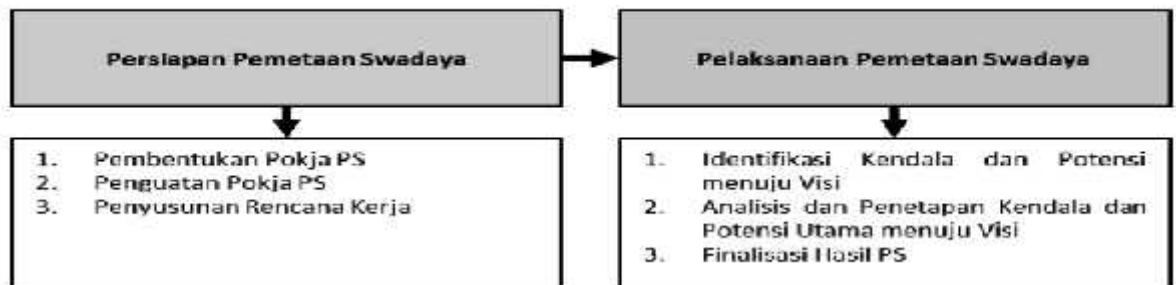 Persiapan Pemetaan Swadaya
Pelaksanaan Pemetaan Swadaya
1. Pembentukan Pokja PS
2. Penguatan Pokja PS
3. Penyusunan Rencana Kerja
1. Identifikasi Kendala dan Potensi
menuju Visi
2. Analisis dan Penetapan Kendala dan
Potensi Utama menuju Visi
3. Finalisasi Hasil PS